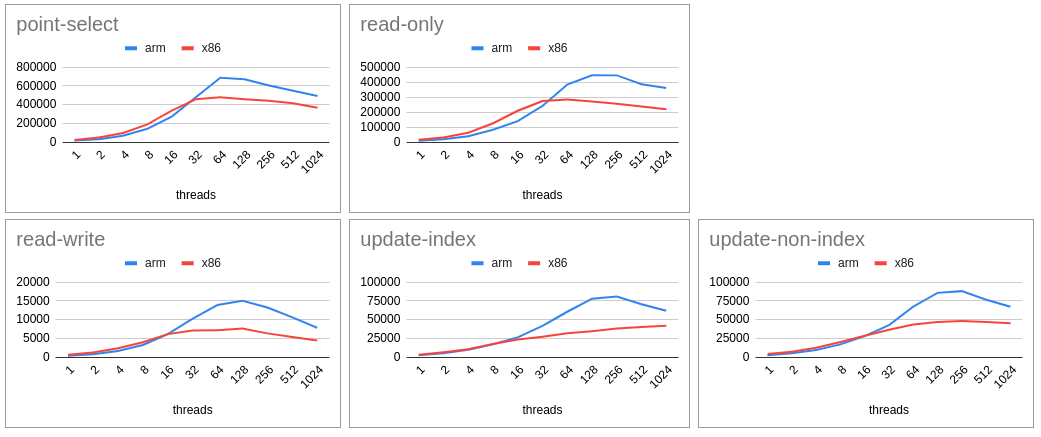 point-select
arm x86
800000
600000
400000
200000
0
1 2 4 8 16 32 64 128 256 512 1024
threads
read-only
arm x86
500000
400000
300000
200000
100000
0
1 2 4 8 16 32 64 128 256 512 1024
threads
read-write
arm x86
20000
15000
10000
5000
0
1 2 4 8 16 32 64 128 256 512 1024
threads
update-index
arm x86
100000
75000
50000
25000
0
1 2 4 8 16 32 64 128 256 512 1024
threads
update-non-index
arm x86
100000
75000
50000
25000
0
1 2 4 8 16 32 64 128 256 512 1024
threads